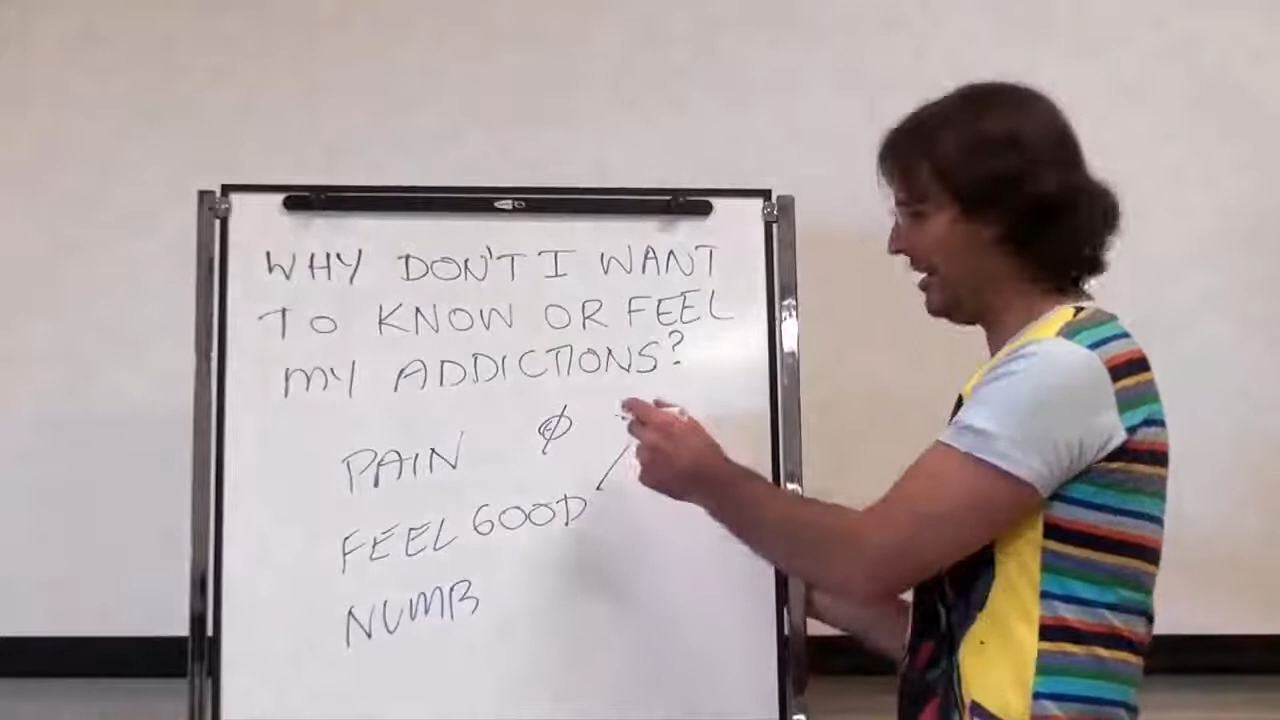 WHY DON'T I WANT
TO KNOW OR FEEL
MY ADDICTIONS?
PAIN Ø
FEEL GOOD
NUMB